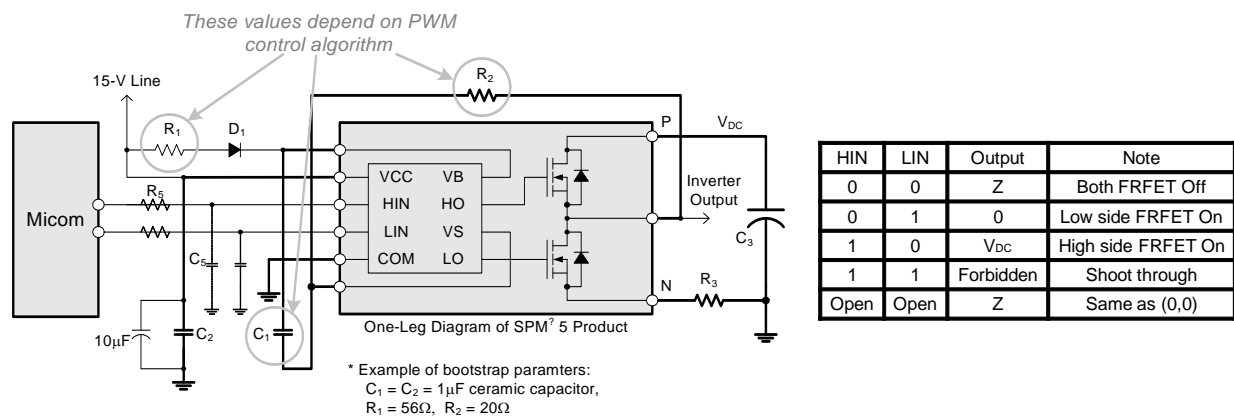 These values depend on PWM
control algorithm
15-V Line
R1
D1
R2
P
VDC
VCC
VB
HIN
HO
LIN
VS
COM
LO
Micom
R5
C5
Inverter
Output
C3
N
R3
10μF
C2
C1
One-Leg Diagram of SPM? 5 Product
* Example of bootstrap paramters:
C1 = C2 = 1μF ceramic capacitor,
R1 = 56Ω, R2 = 20Ω
HIN LIN Output Note
0 0 Z Both FRFET Off
0 1 0 Low side FRFET On
1 0 VDC High side FRFET On
1 1 Forbidden Shoot through
Open Open Z Same as (0,0)